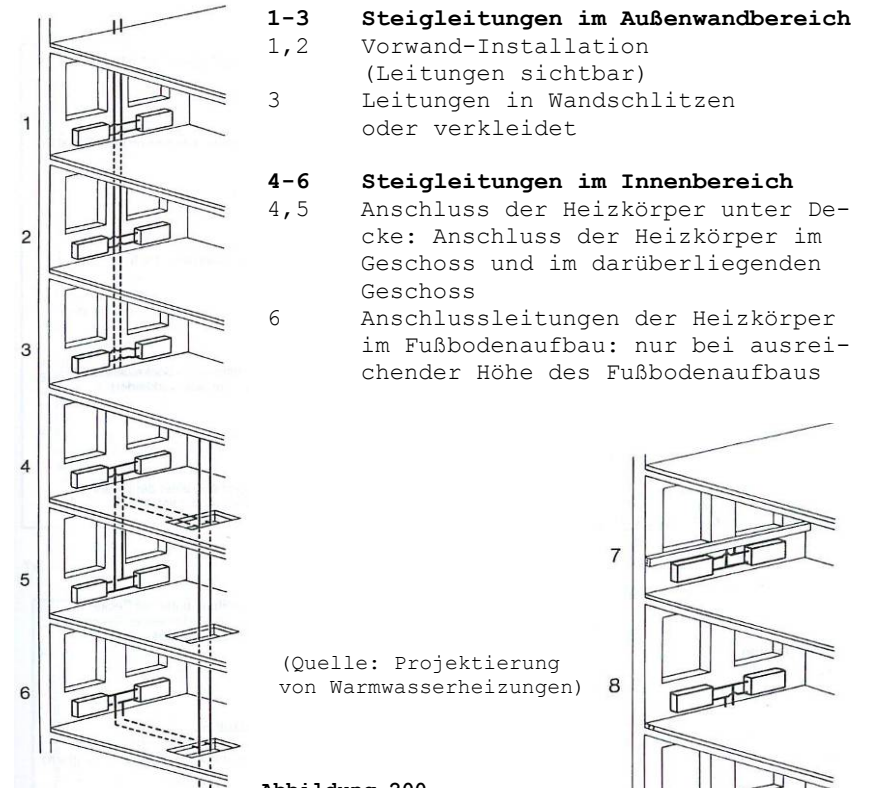 1-3 Steigleitungen im Außenwandbereich
1,2 Vorwand-Installation
(Leitungen sichtbar)
3 Leitungen in Wandschlitzen
oder verkleidet
4-6 Steigleitungen im Innenbereich
4,5 Anschluss der Heizkörper unter De-
cke: Anschluss der Heizkörper im
Geschoss und im darüberliegenden
Geschoss
6 Anschlussleitungen der Heizkörper
im Fußbodenaufbau: nur bei ausrei-
chender Höhe des Fußbodenaufbaus
1
2
3
4
5
6
7
8
(Quelle: Projektierung
von Warmwasserheizungen)
Abbildung 200